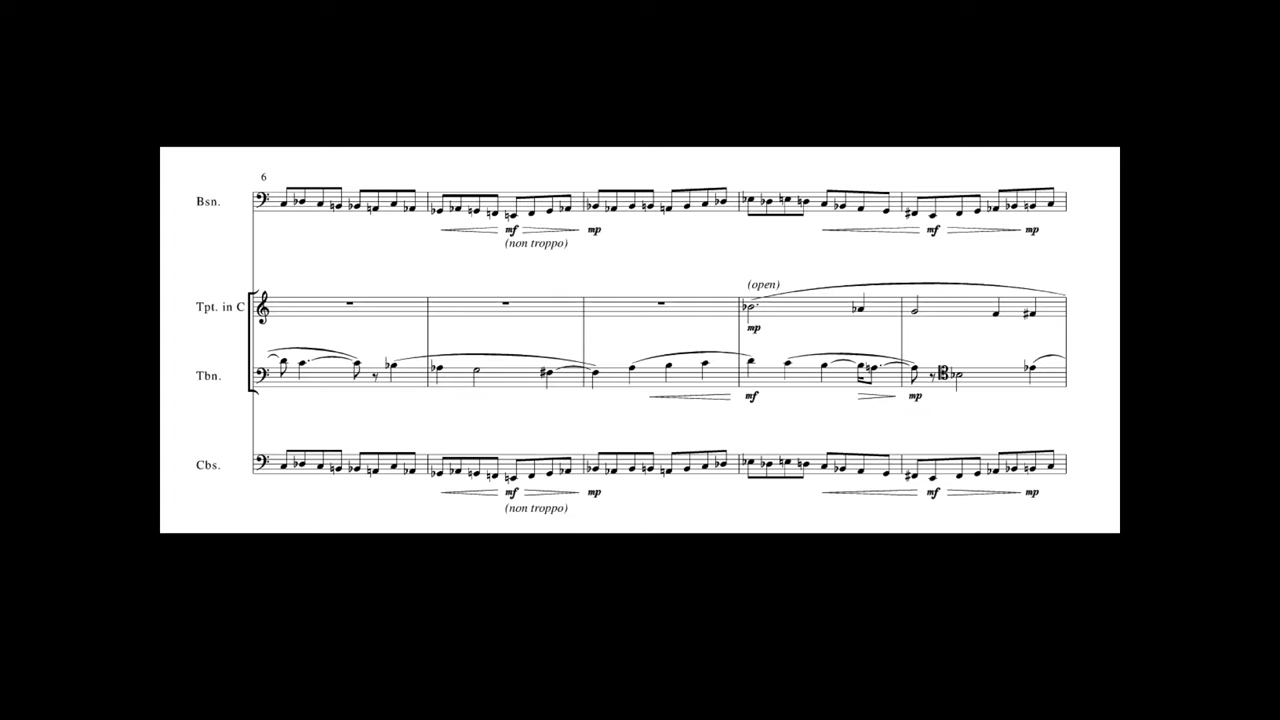 6
Bsn.
mf mp mf mp
(non troppo)
(open)
Tpt. in C
mp
Tbn.
mf mp
Cbs.
mf mp mf mp
(non troppo)